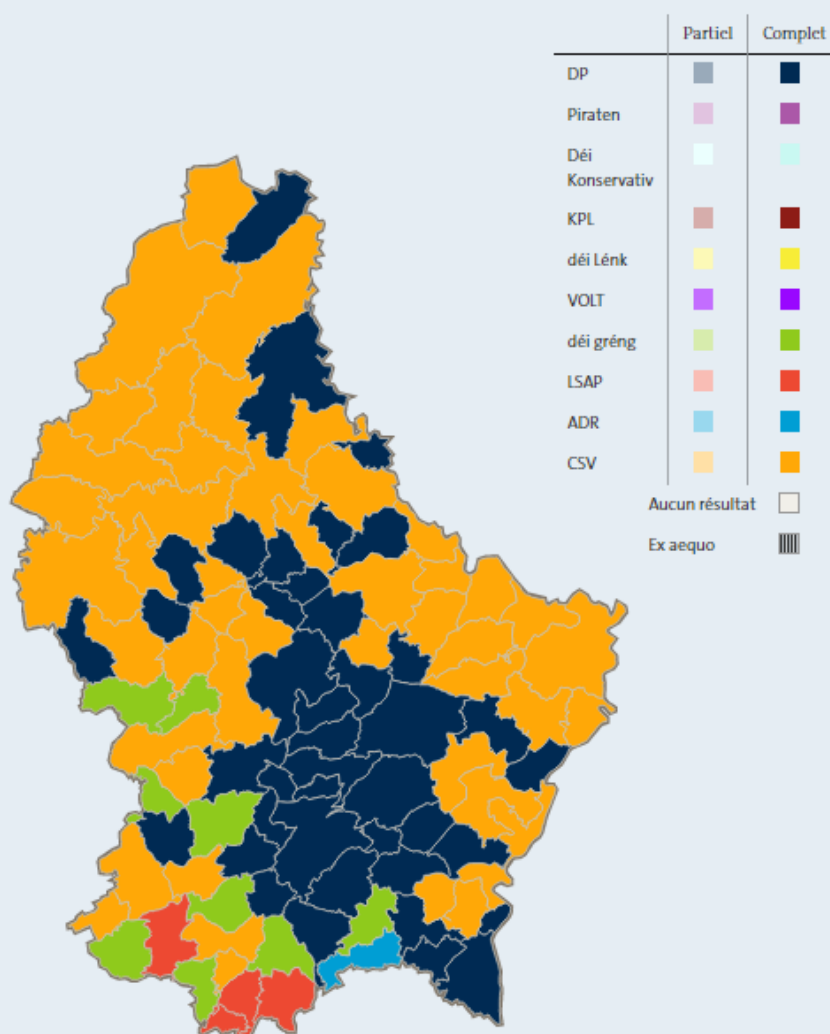 Partiel Complet
DP
Piraten
Déi
Konservativ
KPL
déi Lénk
VOLT
déi gréng
LSAP
ADR
CSV
Aucun résultat
Ex aequo